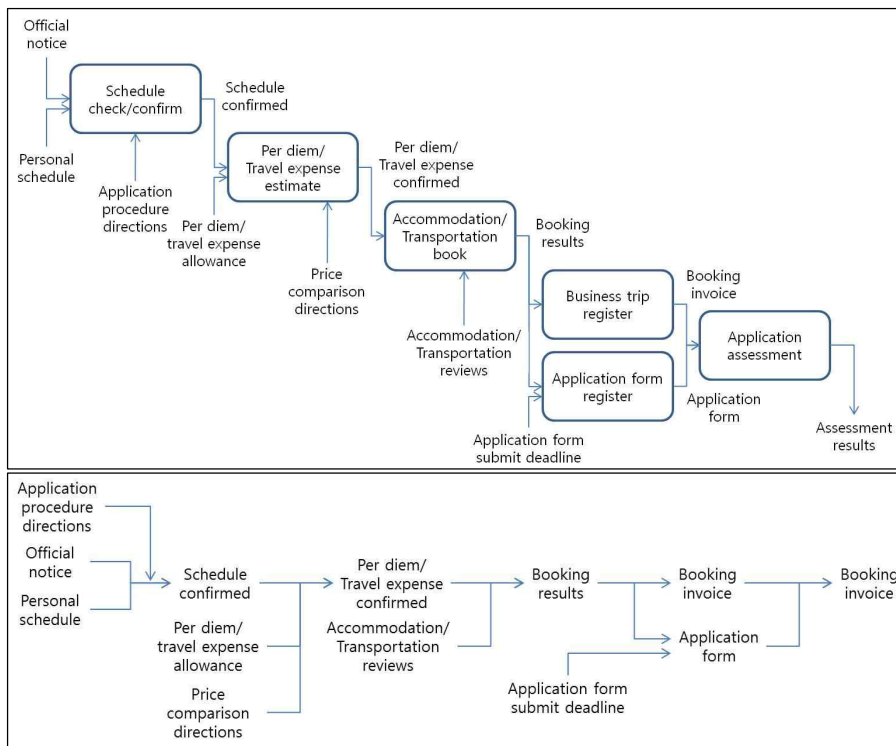 Official
notice
Schedule
check/confirm
Schedule
confirmed
Personal
schedule
Application
procedure
directions
Per diem/
Travel expense
estimate
Per diem/
Travel expense
confirmed
Per diem/
travel expense
allowance
Price
comparison
directions
Accommodation/
Transportation
book
Booking
results
Accommodation/
Transportation
reviews
Business trip
register
Booking
invoice
Application form
register
Application
form
Application form
submit deadline
Application
assessment
Assessment
results
Application
procedure
directions
Official
notice
Personal
schedule
Schedule
confirmed
Per diem/
travel expense
allowance
Price
comparison
directions
Per diem/
Travel expense
confirmed
Accommodation/
Transportation
reviews
Booking
results
Application form
submit deadline
Booking
invoice
Application
form
Booking
invoice